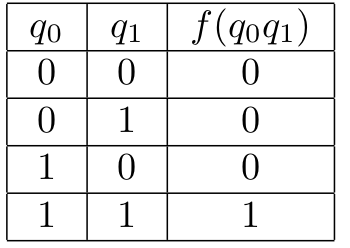 q₀ q₁ f(q₀q₁)
0 0 0
0 1 0
1 0 0
1 1 1